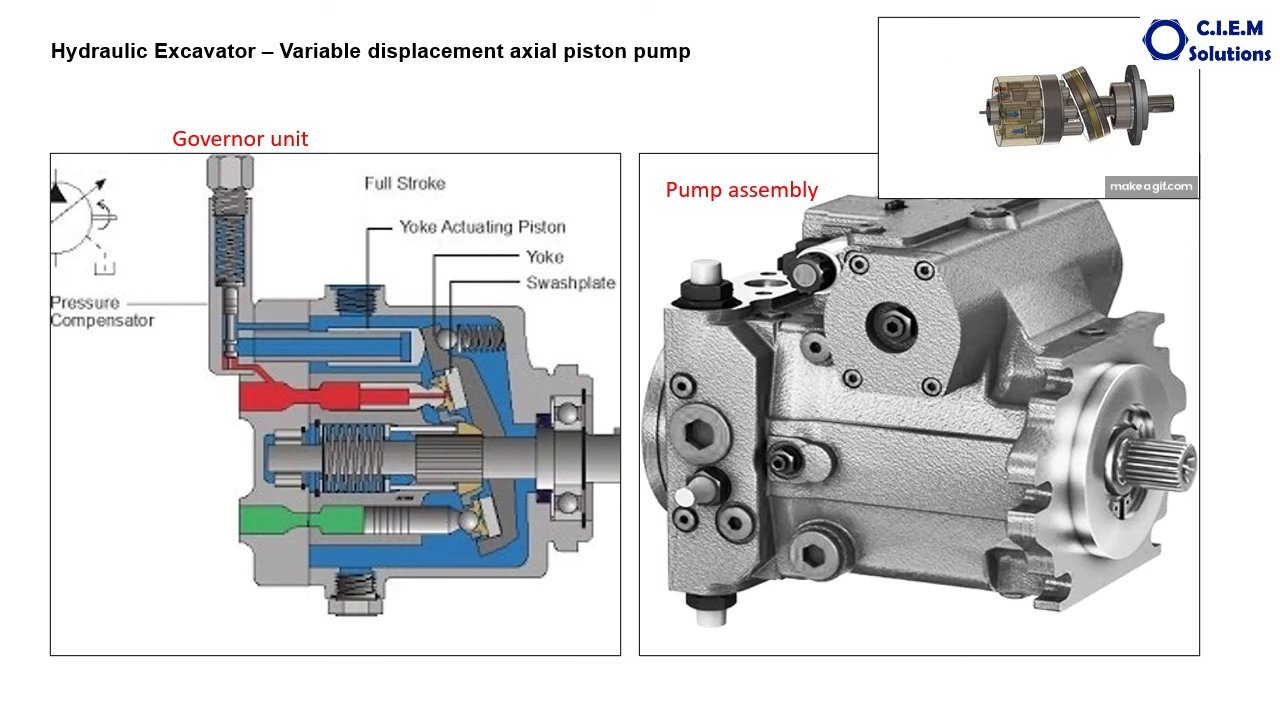 Hydraulic Excavator – Variable displacement axial piston pump
C.I.E.M
Solutions
Governor unit
Full Stroke
Yoke Actuating Piston
Yoke
Swashplate
Pressure
Compensator
Pump assembly
makeagif.com